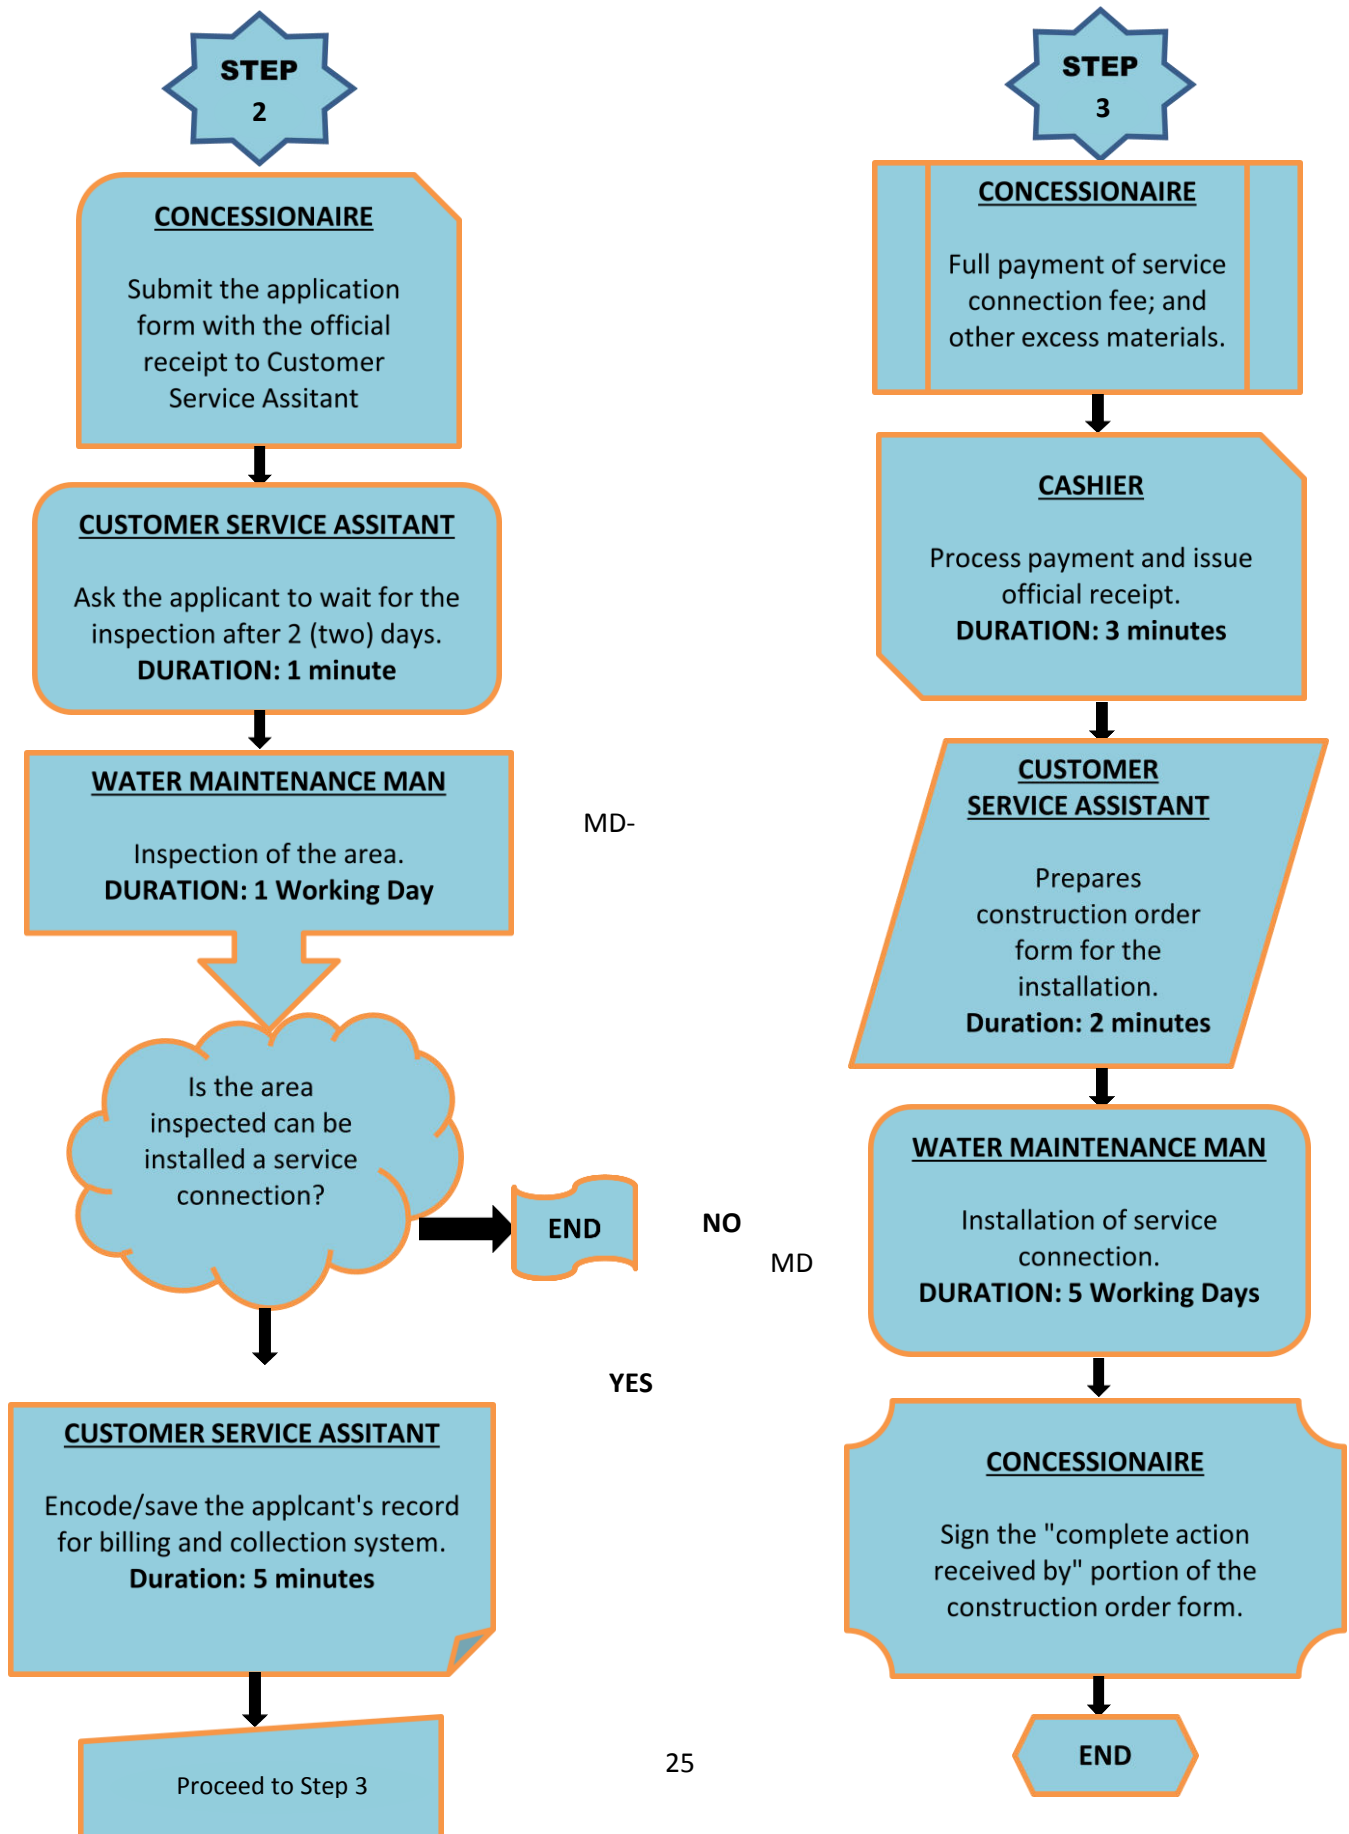 STEP
2
CONCESSIONAIRE
Submit the application
form with the official
receipt to Customer
Service Assitant
CUSTOMER SERVICE ASSITANT
Ask the applicant to wait for the
inspection after 2 (two) days.
DURATION: 1 minute
WATER MAINTENANCE MAN
Inspection of the area.
DURATION: 1 Working Day
MD-
Is the area
inspected can be
installed a service
connection?
END
NO
MD
YES
CUSTOMER SERVICE ASSITANT
Encode/save the applcant's record
for billing and collection system.
Duration: 5 minutes
Proceed to Step 3
STEP
3
CONCESSIONAIRE
Full payment of service
connection fee; and
other excess materials.
CASHIER
Process payment and issue
official receipt.
DURATION: 3 minutes
CUSTOMER
SERVICE ASSISTANT
Prepares
construction order
form for the
installation.
Duration: 2 minutes
WATER MAINTENANCE MAN
Installation of service
connection.
DURATION: 5 Working Days
CONCESSIONAIRE
Sign the "complete action
received by" portion of the
construction order form.
END
25